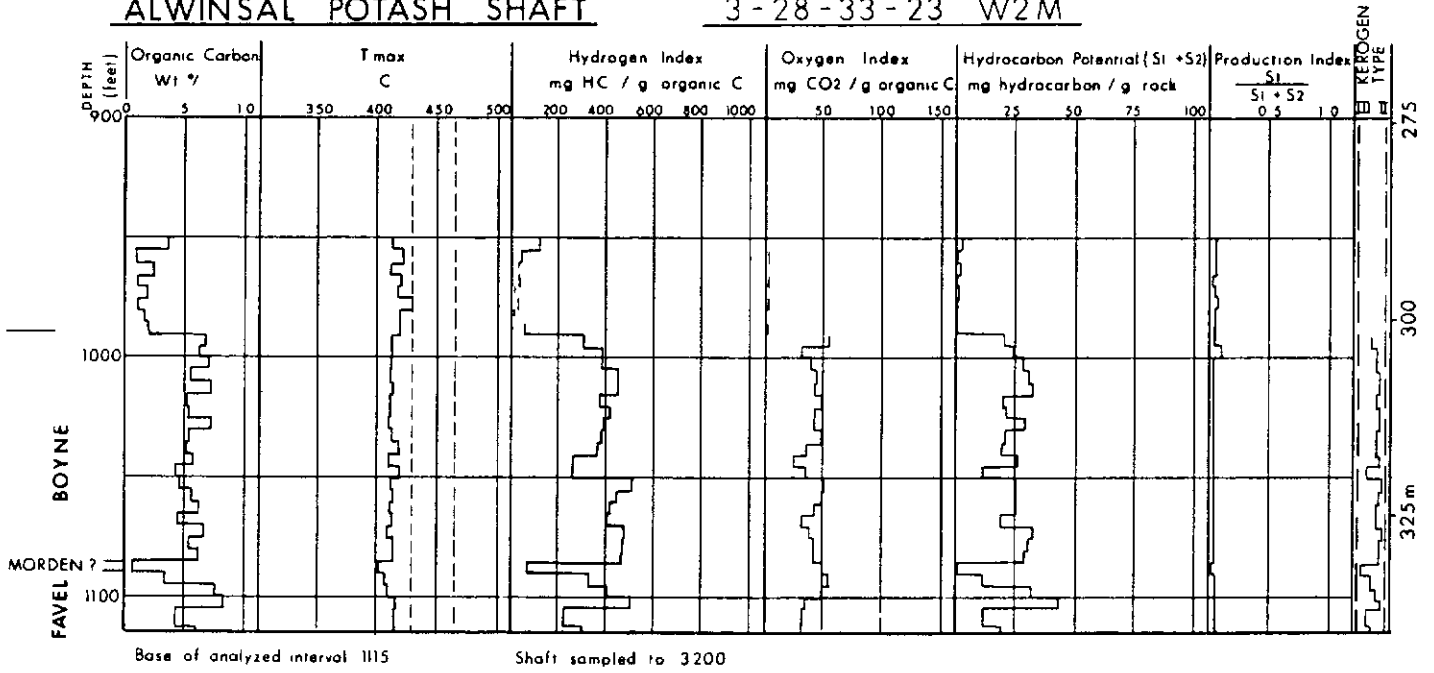 ALWINSAL POTASH SHAFT 3-28-33-23 W2M
DEPTH (feet)
Organic Carbon
Wt %
T max
C
Hydrogen Index
mg HC / g organic C
Oxygen Index
mg CO2 / g organic C
Hydrocarbon Potential (S1 + S2)
mg hydrocarbon / g rock
Production Index
S1
S1 + S2
KEROGEN TYPE
III II
0 5 10 350 400 450 500 200 400 600 800 1000 50 100 150 25 50 75 100 0 5 1 0
900
275
300
1000
BOYNE
325 m
MORDEN ?
FAVEL
1100
Base of analyzed interval 1115 Shaft sampled to 3200